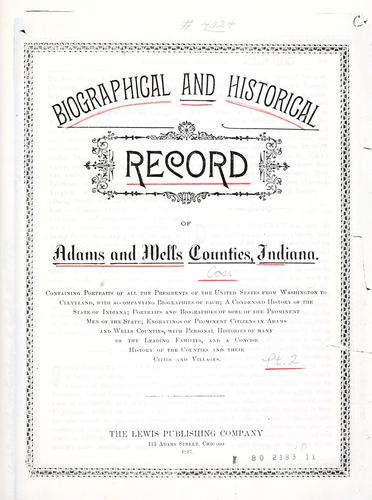 # 4024
BIOGRAPHICAL AND HISTORICAL
RECORD
OF
Adams and Wells Counties, Indiana.
Containing Portraits of all the Presidents of the United States from Washington to
Cleveland, with accompanying Biographies of each; A Condensed History of the
State of Indiana; Portraits and Biographies of some of the Prominent
Men of the State; Engravings of Prominent Citizens in Adams
and Wells Counties, with Personal Histories of many
of the Leading Families, and a Concise
History of the Counties and their
Cities and Villages.
Pt. 2
THE LEWIS PUBLISHING COMPANY
113 Adams Street, Chicago
1887.
80 2183 11